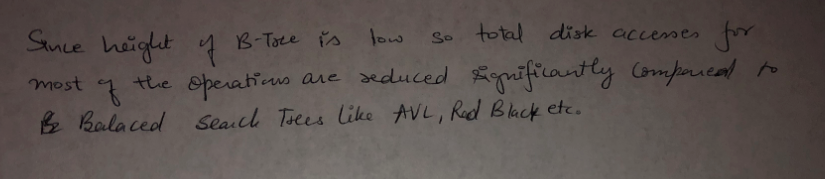 Since height of B-Tree is low so total disk accesses for
most of the operations are reduced significantly compared to
Balaced Search Trees like AVL, Red Black etc.